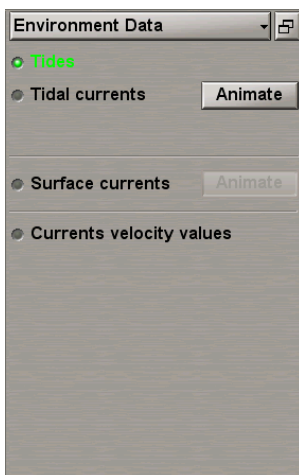 Environment Data
Tides
Tidal currents Animate
Surface currents Animate
Currents velocity values